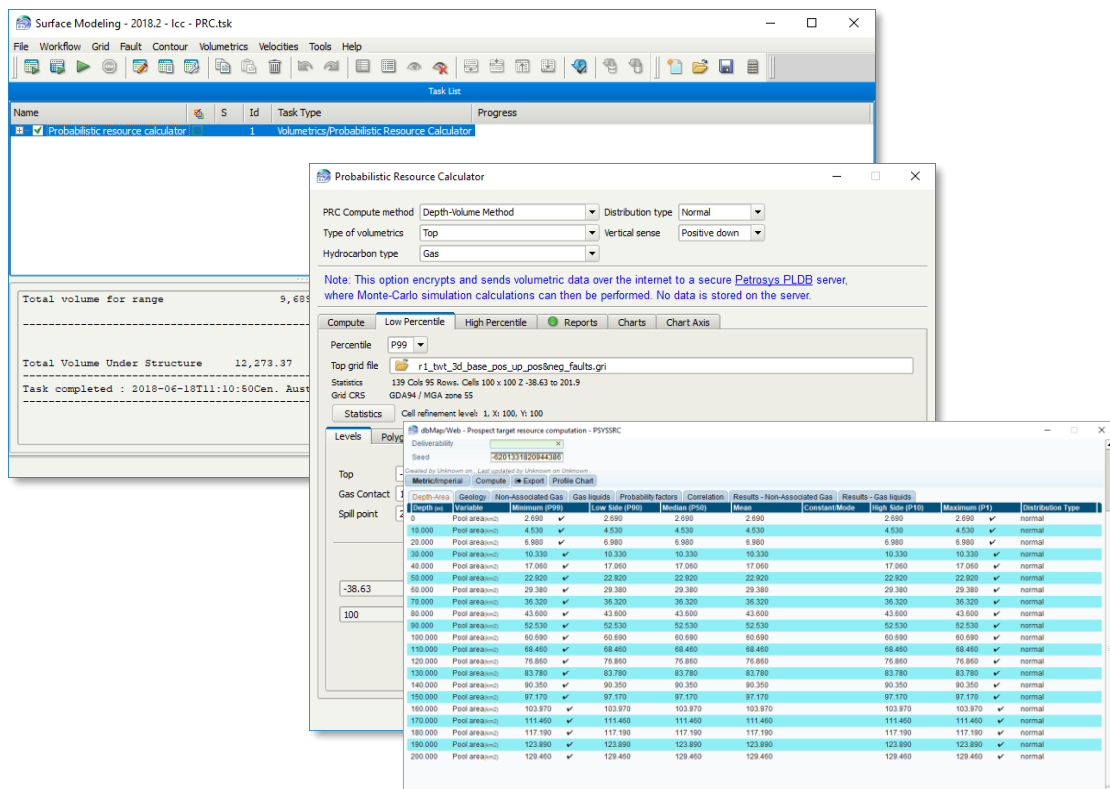 Surface Modeling - 2018.2 - lcc - PRC.tsk
File Workflow Grid Fault Contour Volumetrics Velocities Tools Help
Task List
Name S Id Task Type Progress
Probabilistic resource calculator 1 Volumetrics/Probabilistic Resource Calculator
Total volume for range 9,689
Total Volume Under Structure 12,273.37
Task completed : 2018-06-18T11:10:50Cen. Aust
Probabilistic Resource Calculator
PRC Compute method Depth-Volume Method Distribution type Normal
Type of volumetrics Top Vertical sense Positive down
Hydrocarbon type Gas
Note: This option encrypts and sends volumetric data over the internet to a secure Petrosys PLDB server,
where Monte-Carlo simulation calculations can then be performed. No data is stored on the server.
Compute Low Percentile High Percentile Reports Charts Chart Axis
Percentile P99
Top grid file r1_twt_3d_base_pos_up_pos&neg_faults.gri
Statistics 139 Cols 95 Rows. Cells 100 x 100 Z -38.63 to 201.9
Grid CRS GDA94 / MGA zone 55
Statistics Cell refinement level: 1, X: 100, Y: 100
Levels Polyg
Top -
Gas Contact 1
Spill point 2
-38.63
100
dbMap/Web - Prospect target resource computation - PSYSSRC
Deliverability
Seed -6201331820944386
Created by Unknown on , Last updated by Unknown on Unknown .
Metric/Imperial Compute Export Profile Chart
Depth-Area Geology Non-Associated Gas Gas liquids Probability factors Correlation Results - Non-Associated Gas Results - Gas liquids
Depth (m) Variable Minimum (P99) Low Side (P90) Median (P50) Mean Constant/Mode High Side (P10) Maximum (P1) Distribution Type
0 Pool area(km2) 2.690 ✔ 2.690 2.690 2.690 2.690 2.690 ✔ normal
10.000 Pool area(km2) 4.530 ✔ 4.530 4.530 4.530 4.530 4.530 ✔ normal
20.000 Pool area(km2) 6.980 ✔ 6.980 6.980 6.980 6.980 6.980 ✔ normal
30.000 Pool area(km2) 10.330 ✔ 10.330 10.330 10.330 10.330 10.330 ✔ normal
40.000 Pool area(km2) 17.060 ✔ 17.060 17.060 17.060 17.060 17.060 ✔ normal
50.000 Pool area(km2) 22.920 ✔ 22.920 22.920 22.920 22.920 22.920 ✔ normal
60.000 Pool area(km2) 29.380 ✔ 29.380 29.380 29.380 29.380 29.380 ✔ normal
70.000 Pool area(km2) 36.320 ✔ 36.320 36.320 36.320 36.320 36.320 ✔ normal
80.000 Pool area(km2) 43.600 ✔ 43.600 43.600 43.600 43.600 43.600 ✔ normal
90.000 Pool area(km2) 52.530 ✔ 52.530 52.530 52.530 52.530 52.530 ✔ normal
100.000 Pool area(km2) 60.690 ✔ 60.690 60.690 60.690 60.690 60.690 ✔ normal
110.000 Pool area(km2) 68.460 ✔ 68.460 68.460 68.460 68.460 68.460 ✔ normal
120.000 Pool area(km2) 76.860 ✔ 76.860 76.860 76.860 76.860 76.860 ✔ normal
130.000 Pool area(km2) 83.780 ✔ 83.780 83.780 83.780 83.780 83.780 ✔ normal
140.000 Pool area(km2) 90.350 ✔ 90.350 90.350 90.350 90.350 90.350 ✔ normal
150.000 Pool area(km2) 97.170 ✔ 97.170 97.170 97.170 97.170 97.170 ✔ normal
160.000 Pool area(km2) 103.970 ✔ 103.970 103.970 103.970 103.970 103.970 ✔ normal
170.000 Pool area(km2) 111.460 ✔ 111.460 111.460 111.460 111.460 111.460 ✔ normal
180.000 Pool area(km2) 117.190 ✔ 117.190 117.190 117.190 117.190 117.190 ✔ normal
190.000 Pool area(km2) 123.890 ✔ 123.890 123.890 123.890 123.890 123.890 ✔ normal
200.000 Pool area(km2) 129.460 ✔ 129.460 129.460 129.460 129.460 129.460 ✔ normal